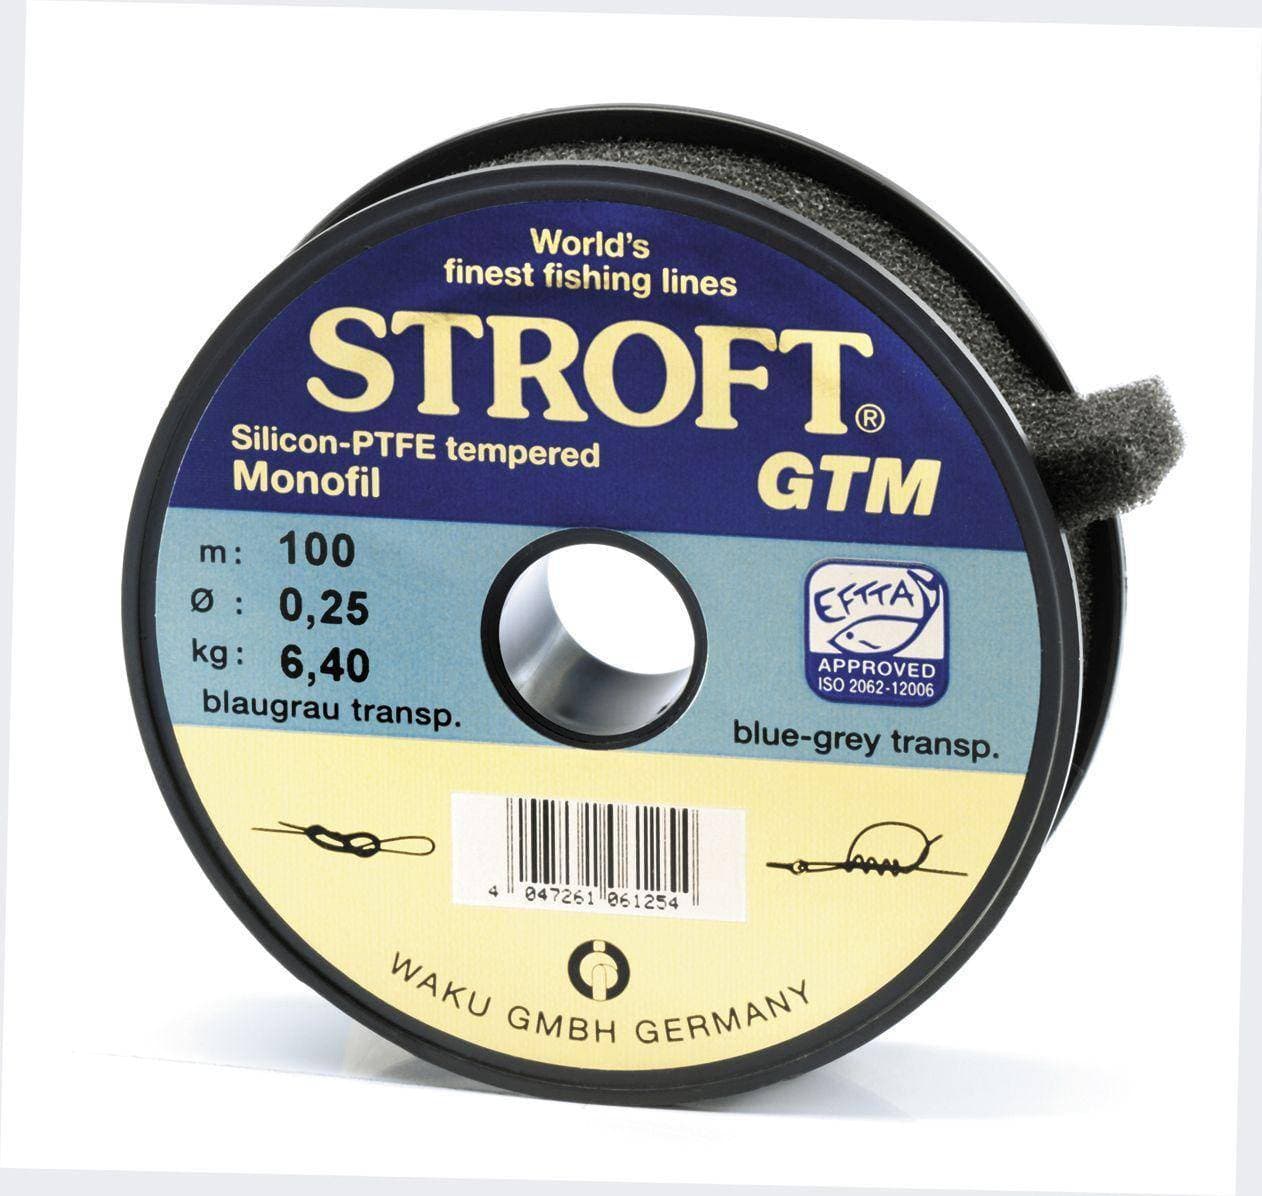 World's
finest fishing lines
STROFT®
GTM
Silicon-PTFE tempered
Monofil
m: 100
Ø : 0,25
kg: 6,40
blaugrau transp.
EFTTA
APPROVED
ISO 2062-12006
blue-grey transp.
4 047261 061254
WAKU GMBH GERMANY